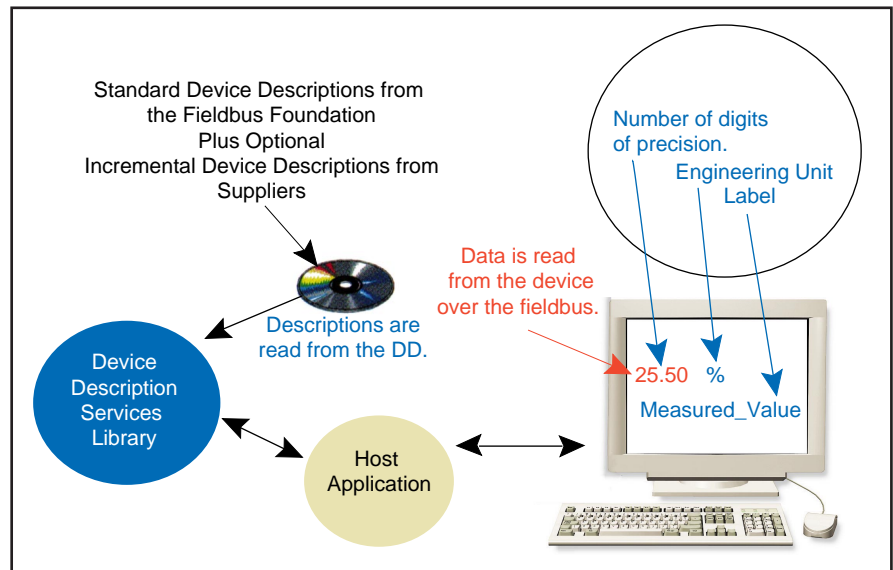 Standard Device Descriptions from
the Fieldbus Foundation
Plus Optional
Incremental Device Descriptions from
Suppliers
Number of digits
of precision.
Engineering Unit
Label
Data is read
from the device
over the fieldbus.
Descriptions are
read from the DD.
Device
Description
Services
Library
Host
Application
25.50 %
Measured_Value